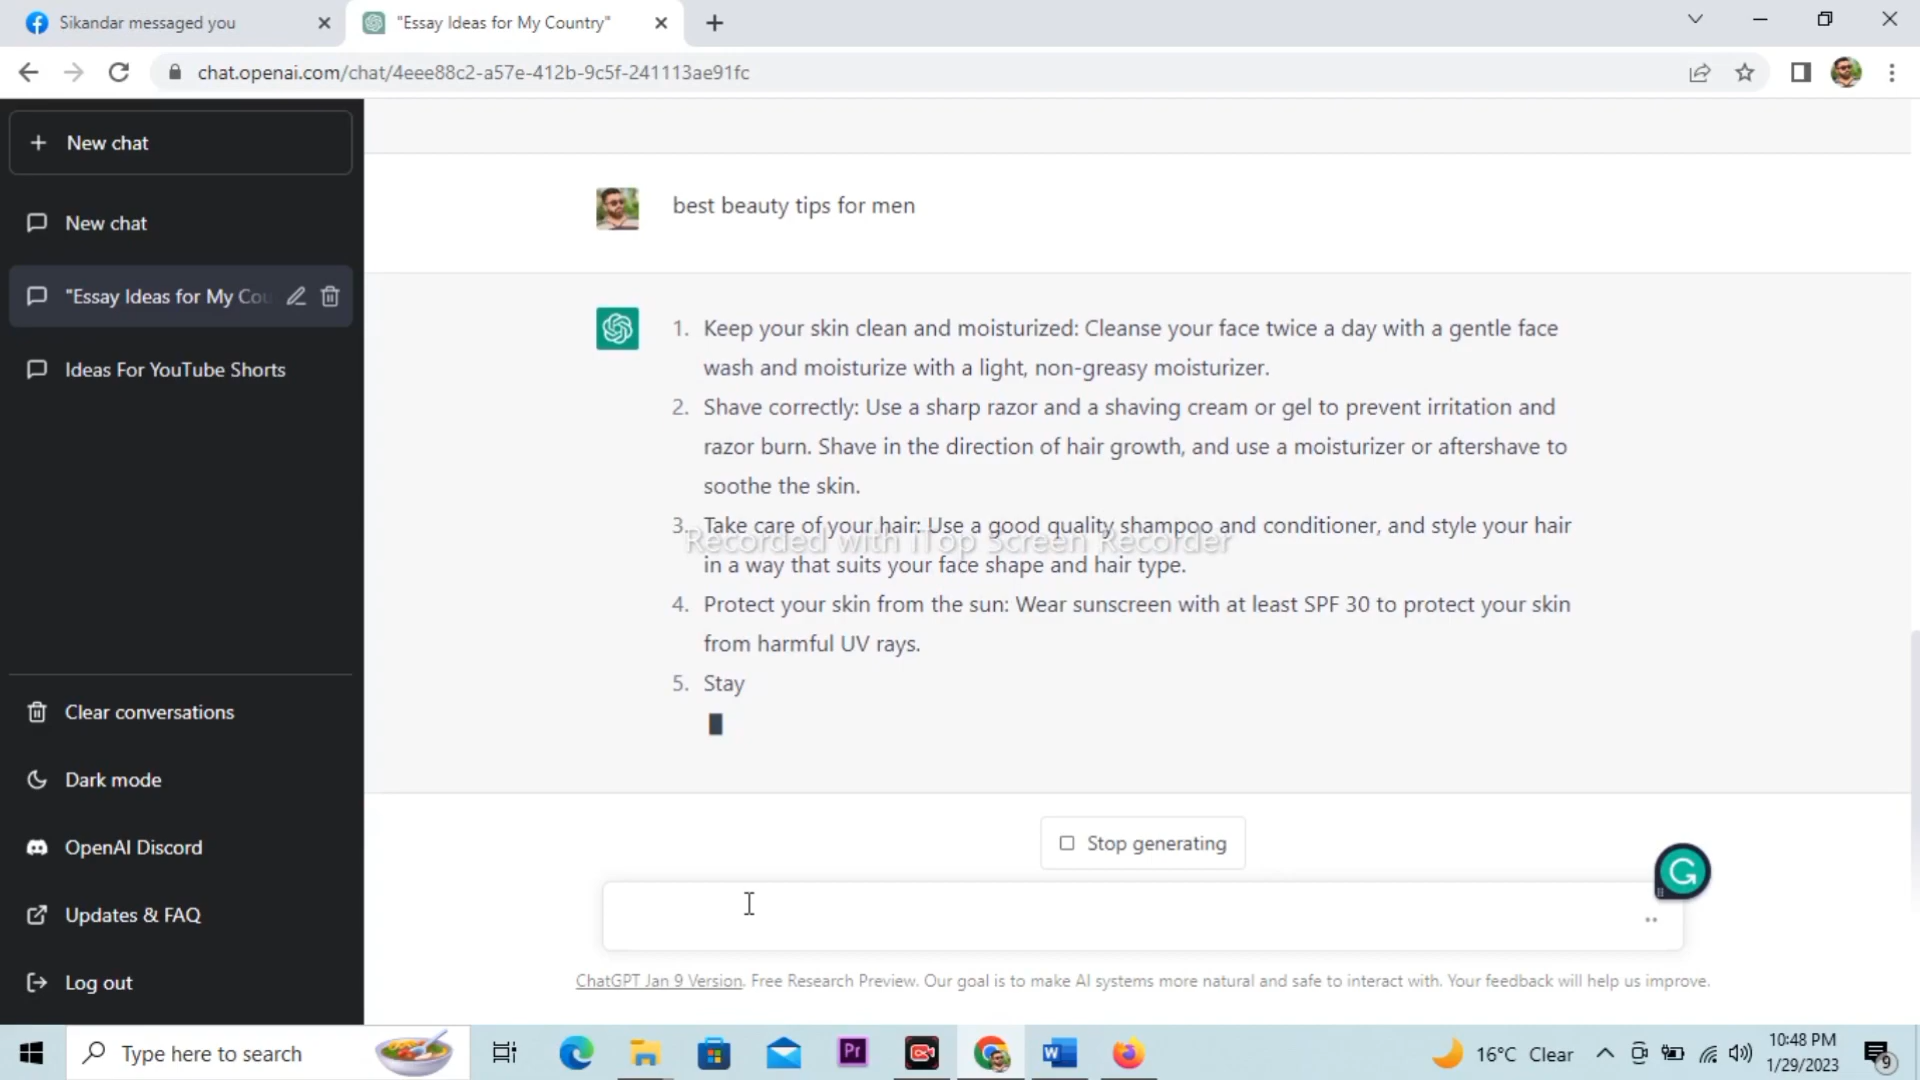 Sikandar messaged you
"Essay Ideas for My Country"
chat.openai.com/chat/4eee88c2-a57e-412b-9c5f-241113ae91fc
New chat
New chat
"Essay Ideas for My Cou
Ideas For YouTube Shorts
Clear conversations
Dark mode
OpenAI Discord
Updates & FAQ
Log out
best beauty tips for men
1. Keep your skin clean and moisturized: Cleanse your face twice a day with a gentle face
wash and moisturize with a light, non-greasy moisturizer.
2. Shave correctly: Use a sharp razor and a shaving cream or gel to prevent irritation and
razor burn. Shave in the direction of hair growth, and use a moisturizer or aftershave to
soothe the skin.
3. Take care of your hair: Use a good quality shampoo and conditioner, and style your hair
Recorded with iTop Screen Recorder
in a way that suits your face shape and hair type.
4. Protect your skin from the sun: Wear sunscreen with at least SPF 30 to protect your skin
from harmful UV rays.
5. Stay
Stop generating
ChatGPT Jan 9 Version. Free Research Preview. Our goal is to make AI systems more natural and safe to interact with. Your feedback will help us improve.
Type here to search
Pr
W
16°C Clear
10:48 PM
1/29/2023
9